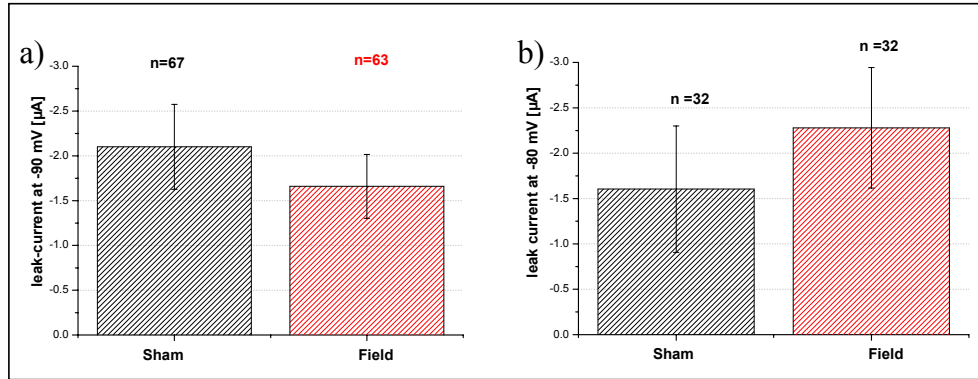 a)
n=67
n=63
leak-current at -90 mV [µA]
-3.0
-2.5
-2.0
-1.5
-1.0
-0.5
0.0
Sham Field
b)
n =32
n =32
leak current at -80 mV [µA]
-3.0
-2.5
-2.0
-1.5
-1.0
-0.5
0.0
Sham Field